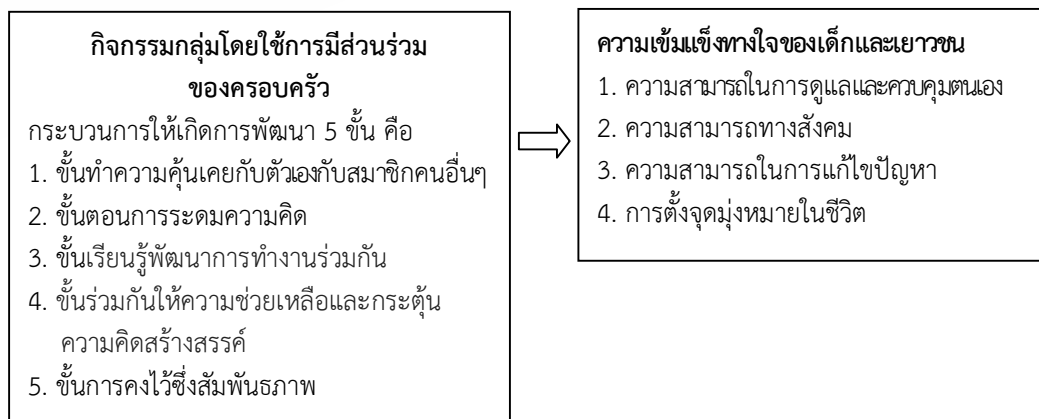 กิจกรรมกลุ่มโดยใช้การมีส่วนร่วม
ของครอบครัว
กระบวนการให้เกิดการพัฒนา 5 ขั้น คือ
1. ขั้นทำความคุ้นเคยกับตัวเองกับสมาชิกคนอื่นๆ
2. ขั้นตอนการระดมความคิด
3. ขั้นเรียนรู้พัฒนาการทำงานร่วมกัน
4. ขั้นร่วมกันให้ความช่วยเหลือและกระตุ้น
ความคิดสร้างสรรค์
5. ขั้นการคงไว้ซึ่งสัมพันธภาพ
ความเข้มแข็งทางใจของเด็กและเยาวชน
1. ความสามารถในการดูแลและควบคุมตนเอง
2. ความสามารถทางสังคม
3. ความสามารถในการแก้ไขปัญหา
4. การตั้งจุดมุ่งหมายในชีวิต